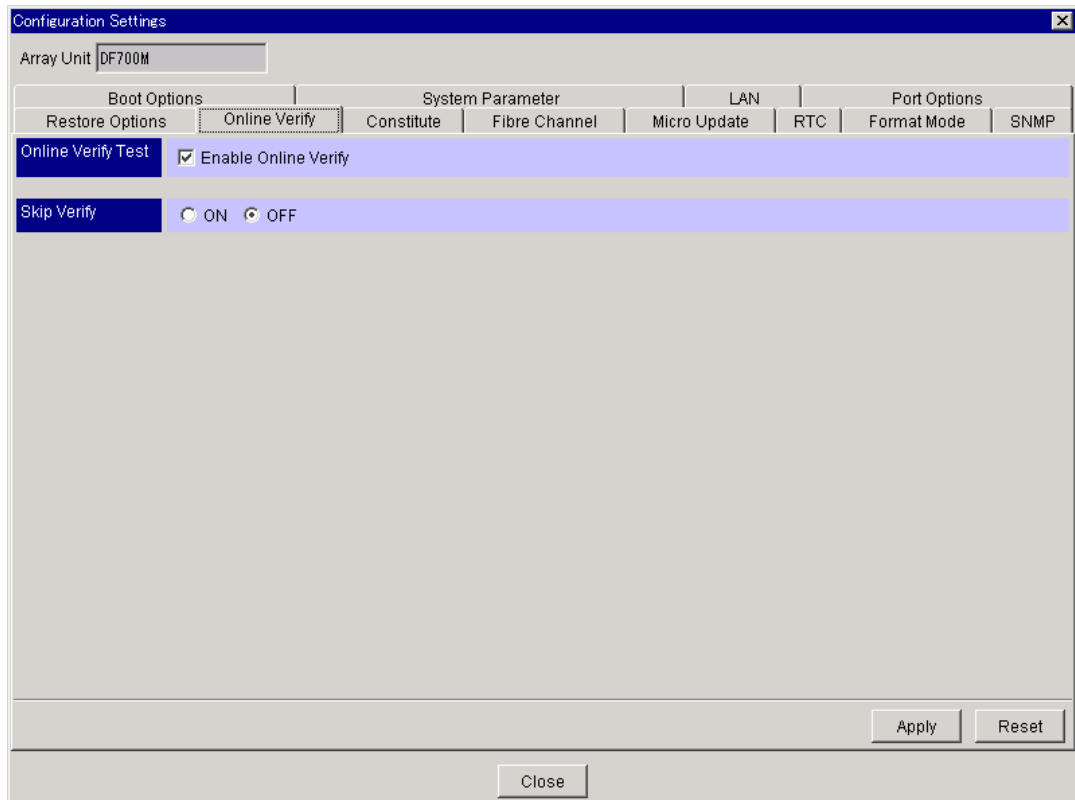 Configuration Settings
Array Unit DF700M
Boot Options System Parameter LAN Port Options
Restore Options Online Verify Constitute Fibre Channel Micro Update RTC Format Mode SNMP
Online Verify Test Enable Online Verify
Skip Verify ON OFF
Apply Reset
Close